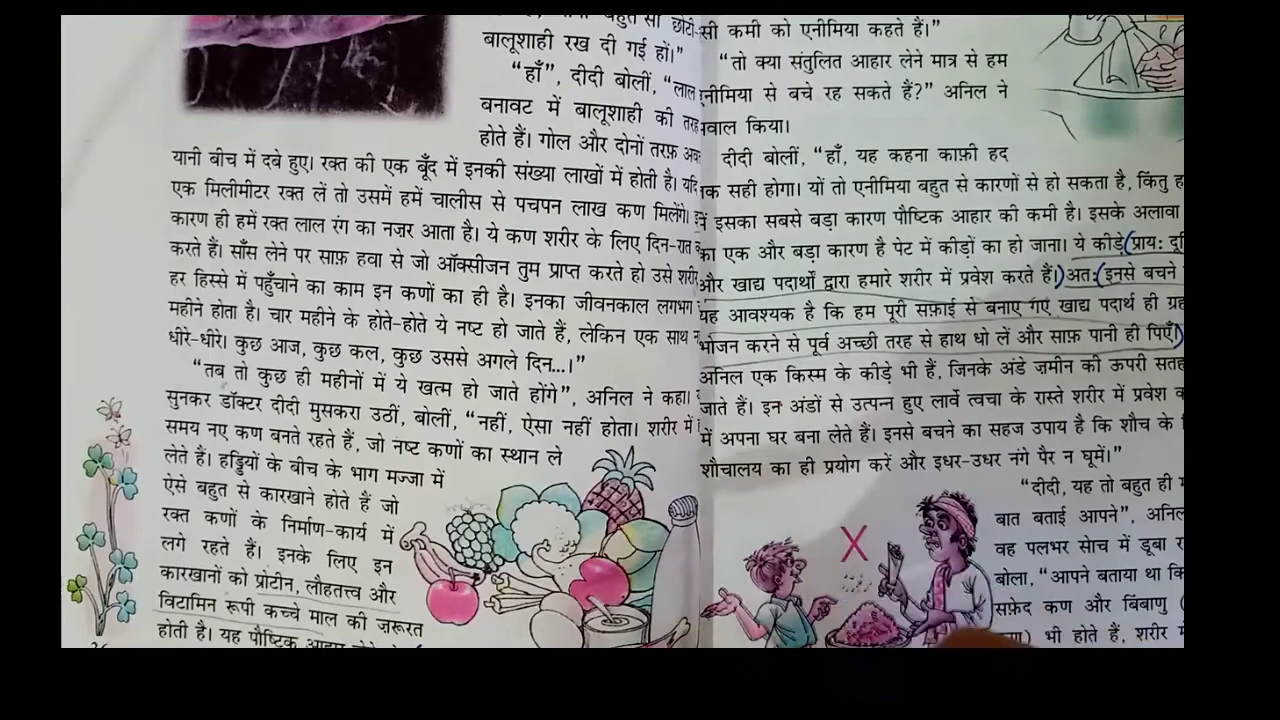 बहुत सी छोटी-
बालूशाही रख दी गई हों।”
“हाँ”, दीदी बोलीं, “लाल
बनावट में बालूशाही की तरह
होते हैं। गोल और दोनों तरफ़
यानी बीच में दबे हुए। रक्त की एक बूँद में इनकी संख्या लाखों में होती है। यदि
एक मिलीमीटर रक्त लें तो उसमें हमें चालीस से पचपन लाख कण मिलेंगे।
कारण ही हमें रक्त लाल रंग का नजर आता है। ये कण शरीर के लिए दिन-रात
करते हैं। साँस लेने पर साफ़ हवा से जो ऑक्सीजन तुम प्राप्त करते हो उसे शरीर
हर हिस्से में पहुँचाने का काम इन कणों का ही है। इनका जीवनकाल लगभग
महीने होता है। चार महीने के होते-होते ये नष्ट हो जाते हैं, लेकिन एक साथ
धीरे-धीरे। कुछ आज, कुछ कल, कुछ उससे अगले दिन...।”
“तब तो कुछ ही महीनों में ये खत्म हो जाते होंगे”, अनिल ने कहा।
सुनकर डॉक्टर दीदी मुसकरा उठीं, बोलीं, “नहीं, ऐसा नहीं होता। शरीर में
समय नए कण बनते रहते हैं, जो नष्ट कणों का स्थान ले
लेते हैं। हड्डियों के बीच के भाग मज्जा में
ऐसे बहुत से कारखाने होते हैं जो
रक्त कणों के निर्माण-कार्य में
लगे रहते हैं। इनके लिए इन
कारखानों को प्रोटीन, लौहतत्त्व और
विटामिन रूपी कच्चे माल की ज़रूरत
होती है। यह पौष्टिक आहार
सी कमी को एनीमिया कहते हैं।”
“तो क्या संतुलित आहार लेने मात्र से हम
एनीमिया से बचे रह सकते हैं?” अनिल ने
सवाल किया।
दीदी बोलीं, “हाँ, यह कहना काफ़ी हद
तक सही होगा। यों तो एनीमिया बहुत से कारणों से हो सकता है, किंतु
में इसका सबसे बड़ा कारण पौष्टिक आहार की कमी है। इसके अलावा
का एक और बड़ा कारण है पेट में कीड़ों का हो जाना। ये कीड़े (प्राय:
और खाद्य पदार्थों द्वारा हमारे शरीर में प्रवेश करते हैं।) अत: (इनसे बचने
यह आवश्यक है कि हम पूरी सफ़ाई से बनाए गए खाद्य पदार्थ ही
भोजन करने से पूर्व अच्छी तरह से हाथ धो लें और साफ़ पानी ही पिएँ।)
अनिल एक किस्म के कीड़े भी हैं, जिनके अंडे ज़मीन की ऊपरी सतह
जाते हैं। इन अंडों से उत्पन्न हुए लार्वे त्वचा के रास्ते शरीर में प्रवेश
में अपना घर बना लेते हैं। इनसे बचने का सहज उपाय है कि शौच के
शौचालय का ही प्रयोग करें और इधर-उधर नंगे पैर न घूमें।”
“दीदी, यह तो बहुत ही
बात बताई आपने”, अनिल
वह पलभर सोच में डूबा
बोला, “आपने बताया था कि
सफ़ेद कण और बिंबाणु (
भी होते हैं, शरीर